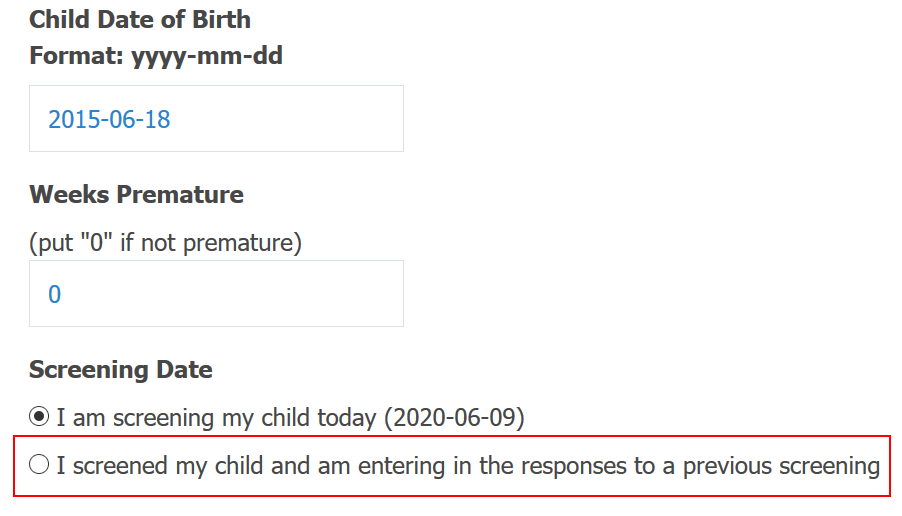 Child Date of Birth
Format: yyyy-mm-dd
2015-06-18
Weeks Premature
(put "0" if not premature)
0
Screening Date
I am screening my child today (2020-06-09)
I screened my child and am entering in the responses to a previous screening